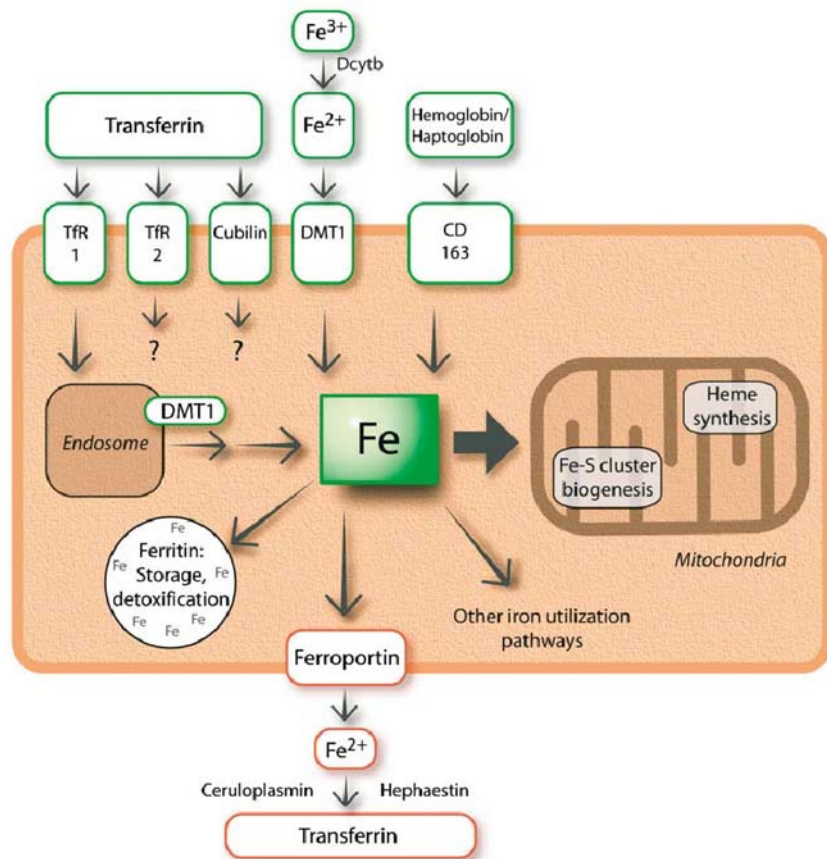 Fe3+
Dcytb
Transferrin
Fe2+
Hemoglobin/
Haptoglobin
TfR
1
TfR
2
Cubilin
DMT1
CD
163
?
?
DMT1
Endosome
Fe
Heme
synthesis
Fe-S cluster
biogenesis
Mitochondria
Fe
Ferritin:
Fe
Storage,
Fe
detoxification
Fe
Fe
Fe
Other iron utilization
pathways
Ferroportin
Fe2+
Ceruloplasmin
Hephaestin
Transferrin